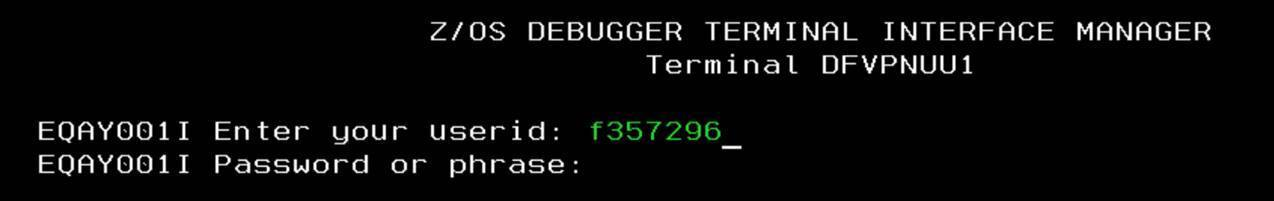 Z/OS DEBUGGER TERMINAL INTERFACE MANAGER
Terminal DFVPNUU1
EQAY001I Enter your userid: f357296_
EQAY001I Password or phrase: